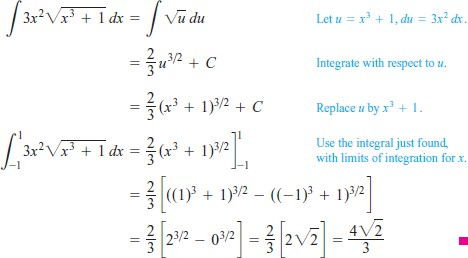 ∫ 3x²√(x³ + 1) dx = ∫ √u du    Let u = x³ + 1, du = 3x² dx.
= 2/3 u^(3/2) + C    Integrate with respect to u.
= 2/3 (x³ + 1)^(3/2) + C    Replace u by x³ + 1.
∫₋₁¹ 3x²√(x³ + 1) dx = 2/3 (x³ + 1)^(3/2) ]₋₁¹    Use the integral just found, with limits of integration for x.
= 2/3 [((1)³ + 1)^(3/2) − ((−1)³ + 1)^(3/2)]
= 2/3 [2^(3/2) − 0^(3/2)] = 2/3 [2√2] = 4√2/3